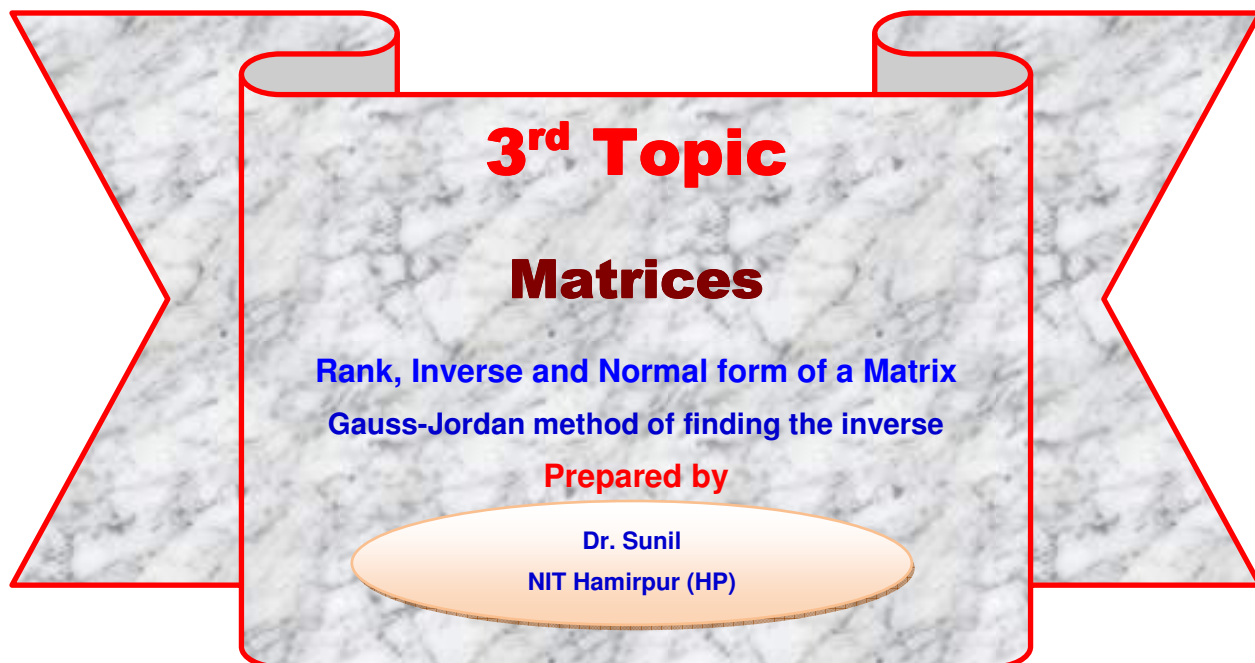 3rd Topic
Matrices
Rank, Inverse and Normal form of a Matrix
Gauss-Jordan method of finding the inverse
Prepared by
Dr. Sunil
NIT Hamirpur (HP)